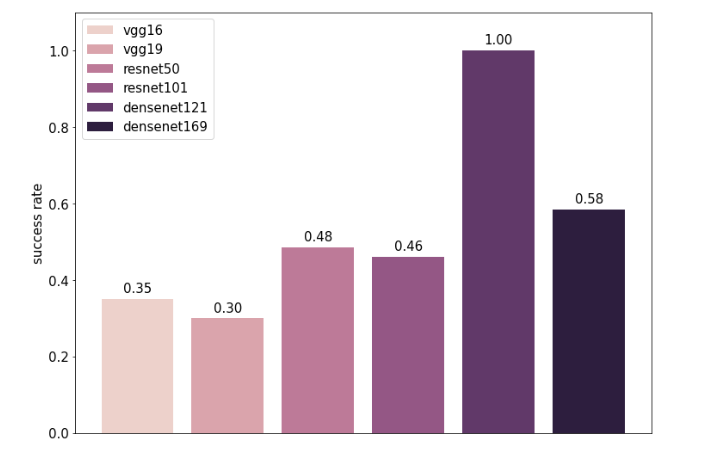 vgg16
vgg19
resnet50
resnet101
densenet121
densenet169
success rate
1.0
0.8
0.6
0.4
0.2
0.0
0.35
0.30
0.48
0.46
1.00
0.58